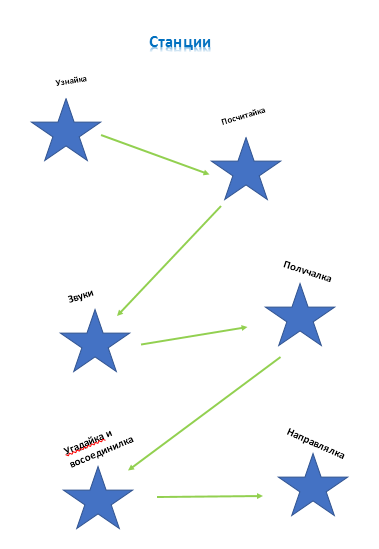 Станции
Узнайка
Посчитайка
Звуки
Получалка
Угадайка и
восоединилка
Направлялка